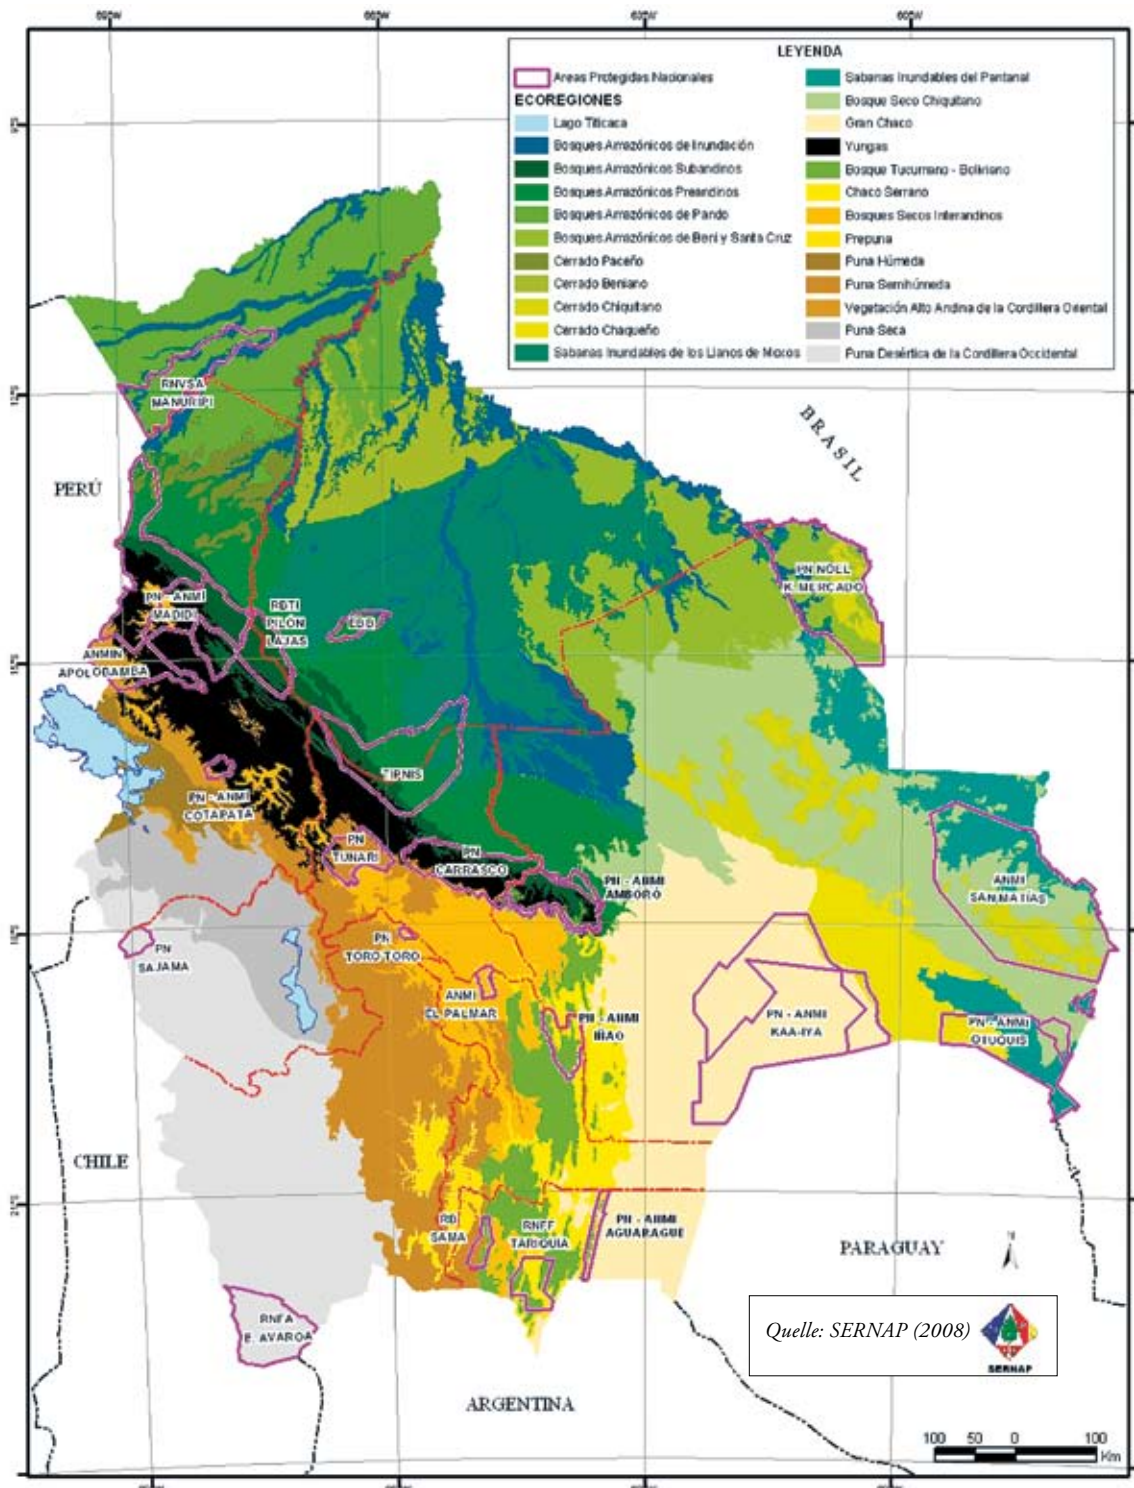 69°W
66°W
63°W
60°W
LEYENDA
Areas Protegidas Nacionales
ECOREGIONES
Lago Titicaca
Bosques Amazónicos de Inundación
Bosques Amazónicos Subandinos
Bosques Amazónicos Preandinos
Bosques Amazónicos de Pando
Bosques Amazónicos de Beni y Santa Cruz
Cerrado Paceño
Cerrado Beniano
Cerrado Chiquitano
Cerrado Chaqueño
Sabanas Inundables de los Llanos de Moxos
Sabanas Inundables del Pantanal
Bosque Seco Chiquitano
Gran Chaco
Yungas
Bosque Tucumano - Boliviano
Chaco Serrano
Bosques Secos Interandinos
Prepuna
Puna Húmeda
Puna Semihúmeda
Vegetación Alto Andina de la Cordillera Oriental
Puna Seca
Puna Desértica de la Cordillera Occidental
RNVSA
MANURIPI
BRASIL
PERÚ
PN NOLL
K. MERCADO
PN - ANMI
MADIDI
RBTI
PILÓN
LAJAS
EBB
ANMIN
APOLOBAMBA
TIPNIS
PN - ANMI
COTAPATA
PN
TUNARI
PN
CARRASCO
PN - ANMI
AMBORÓ
ANMI
SAN MATÍAS
PN
SAJAMA
PN
TORO TORO
ANMI
EL PALMAR
PN - ANMI
IÑAO
PN - ANMI
KAA-IYA
PN - ANMI
OTUQUIS
CHILE
RB
SAMA
RNFF
TARIQUIA
PN - ANMI
AGUARAGUE
PARAGUAY
N
RNFA
E. AVAROA
Quelle: SERNAP (2008)
SERNAP
ARGENTINA
100 50 0 100
Km